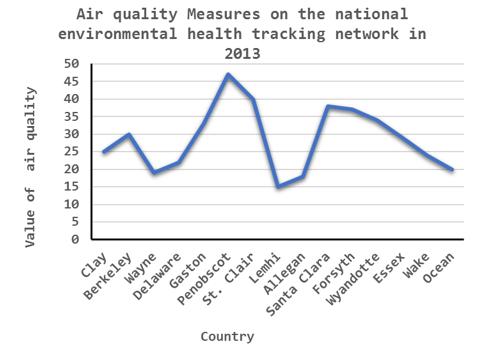 Air quality Measures on the national
environmental health tracking network in
2013
Value of  air quality
50
45
40
35
30
25
20
15
10
5
0
Clay
Berkeley
Wayne
Delaware
Gaston
Penobscot
St. Clair
Lemhi
Allegan
Santa Clara
Forsyth
Wyandotte
Essex
Wake
Ocean
Country